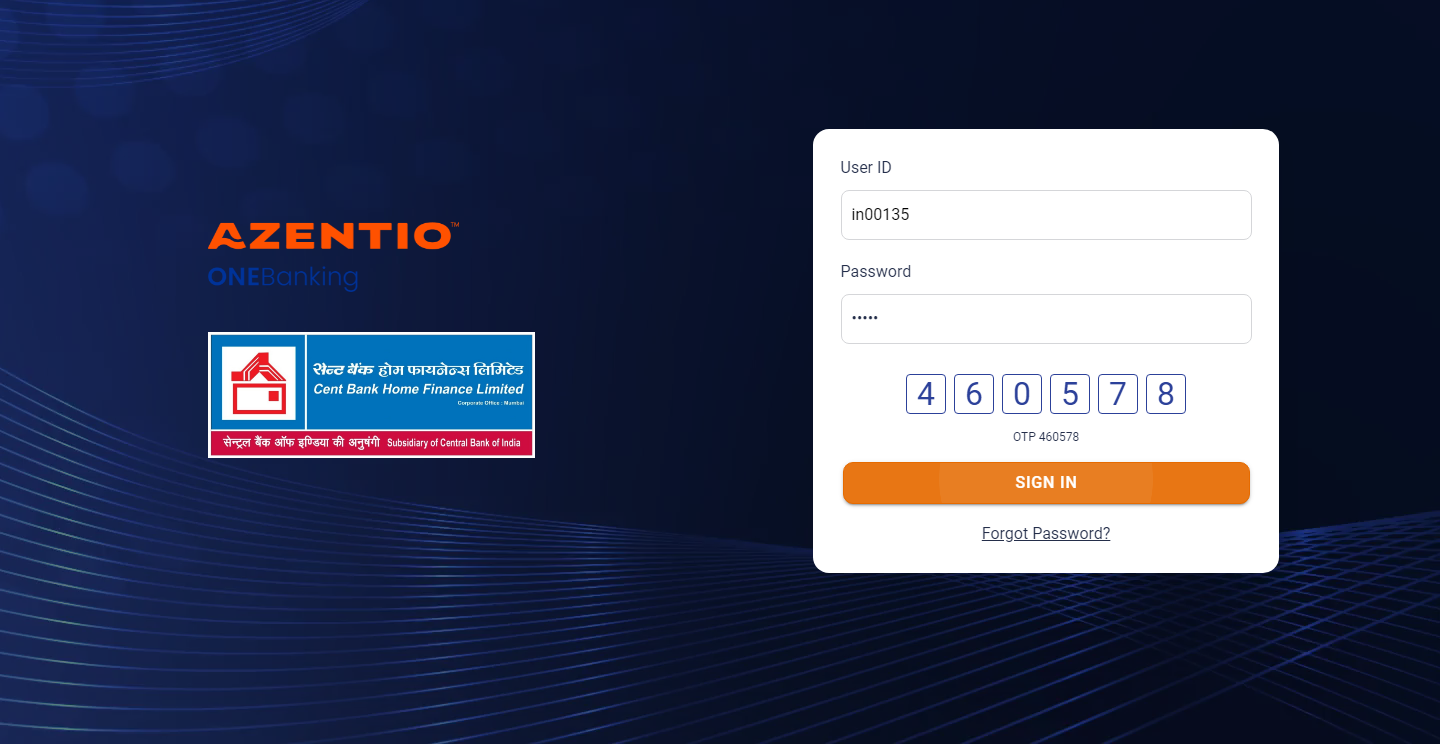 AZENTIO™
ONEBanking
सेन्ट बैंक होम फायनेन्स लिमिटेड
Cent Bank Home Finance Limited
Corporate Office : Mumbai
सेन्ट्रल बैंक ऑफ इण्डिया की अनुषंगी Subsidiary of Central Bank of India
User ID
in00135
Password
•••••
4 6 0 5 7 8
OTP 460578
SIGN IN
Forgot Password?